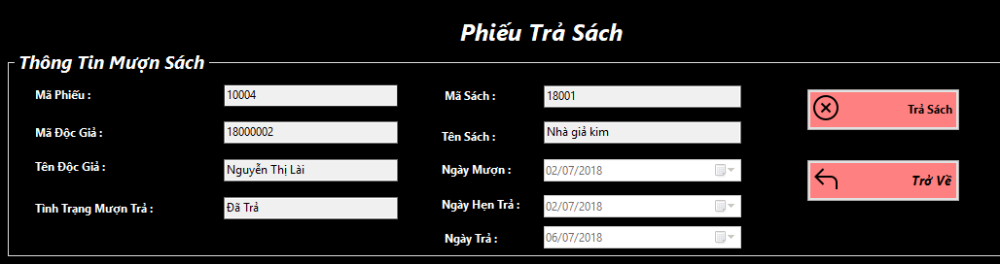 Phiếu Trả Sách
Thông Tin Mượn Sách
Mã Phiếu : 10004
Mã Sách : 18001
Trả Sách
Mã Độc Giả : 18000002
Tên Sách : Nhà giả kim
Tên Độc Giả : Nguyễn Thị Lài
Ngày Mượn : 02/07/2018
Trở Về
Tình Trạng Mượn Trả : Đã Trả
Ngày Hẹn Trả : 02/07/2018
Ngày Trả : 06/07/2018